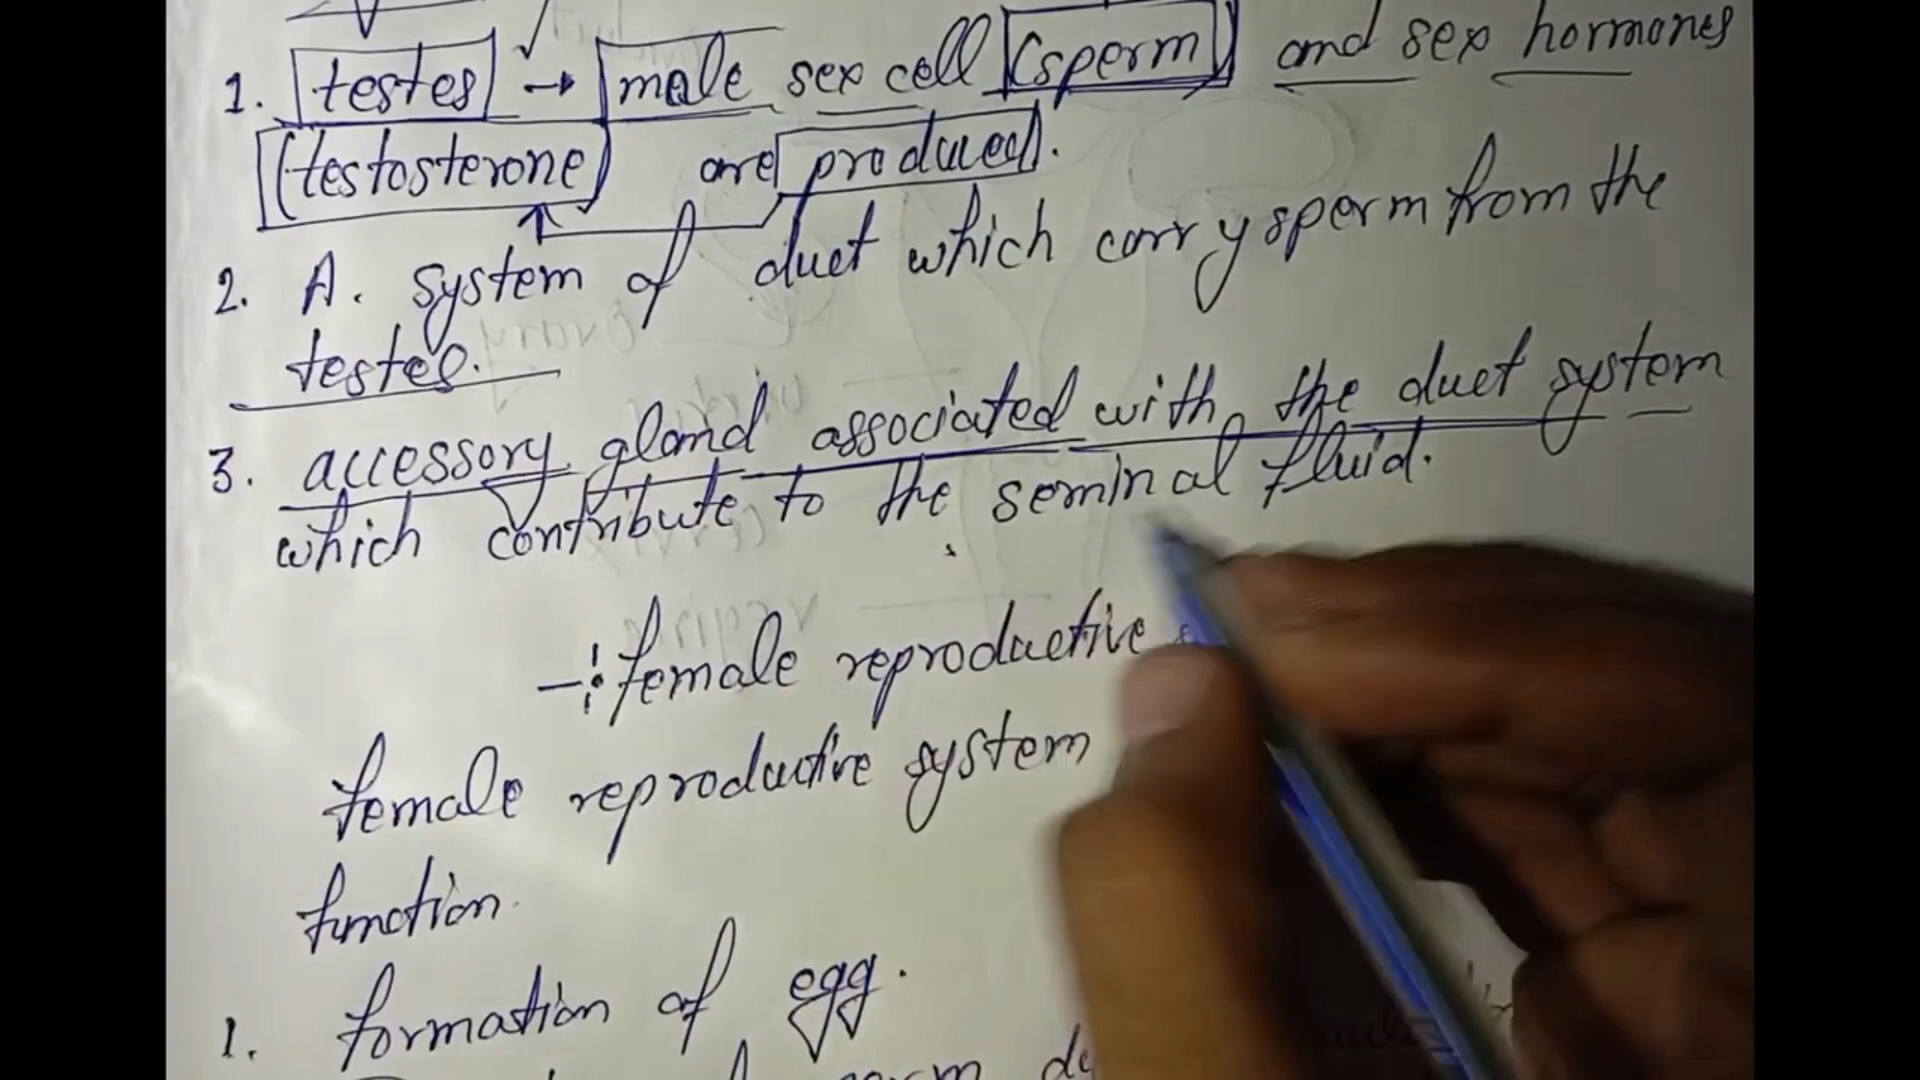 1. testes → male sex cell (sperm) and sex hormones
(testosterone) are produced.
2. A. system of duct which carry sperm from the
testes.
3. accessory gland associated with the duct system
which contribute to the seminal fluid.
female reproductive
female reproductive system
function.
1. formation of egg.